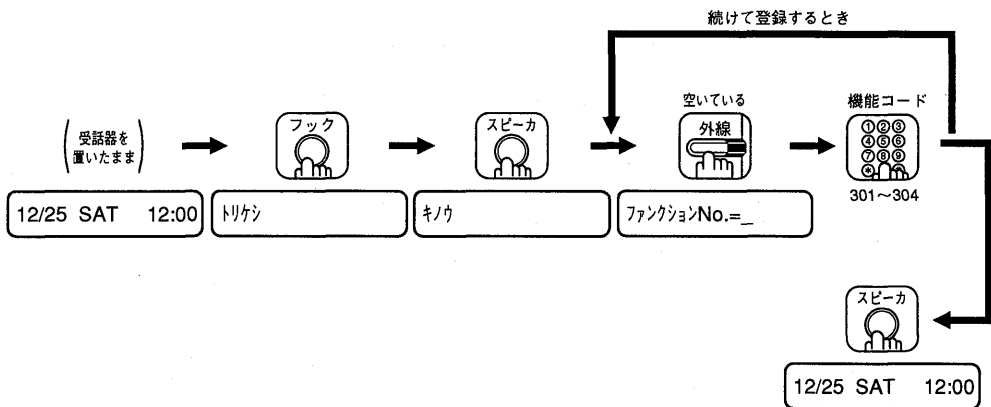 続けて登録するとき
空いている
機能コード
受話器を
置いたまま
フック
スピーカ
外線
①②③
④⑤⑥
⑦⑧⑨
301〜304
12/25 SAT 12:00
トリケシ
キノウ
ファンクションNo.=_
スピーカ
12/25 SAT 12:00